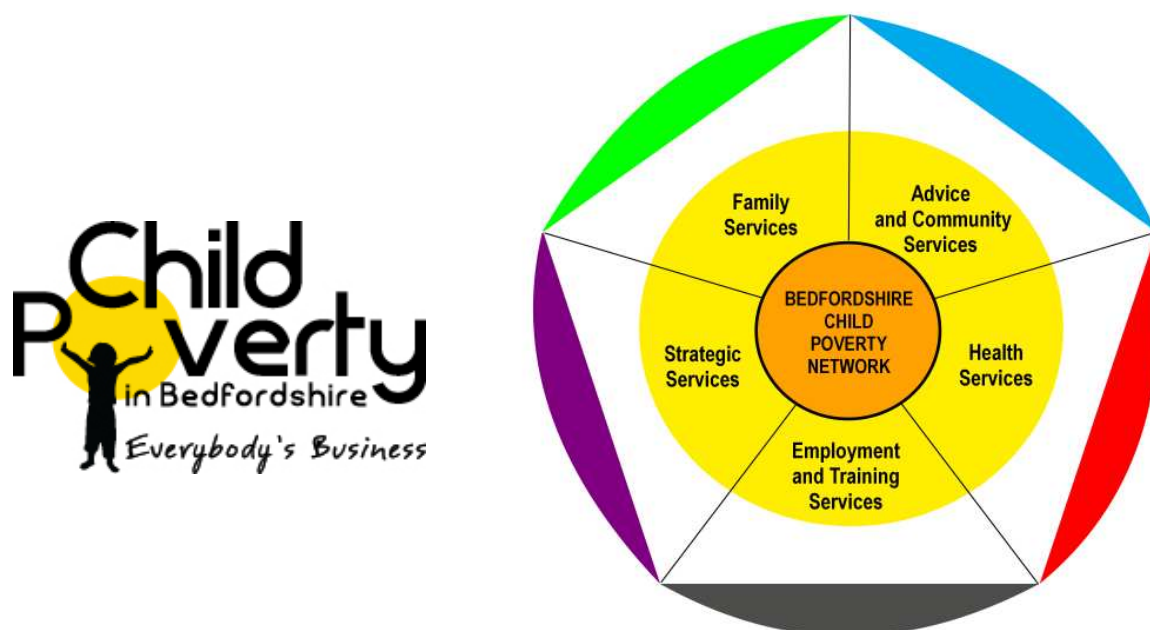 Child
Poverty
in Bedfordshire
Everybody's Business
Family
Services
Advice
and Community
Services
BEDFORDSHIRE
CHILD
POVERTY
NETWORK
Strategic
Services
Health
Services
Employment
and Training
Services